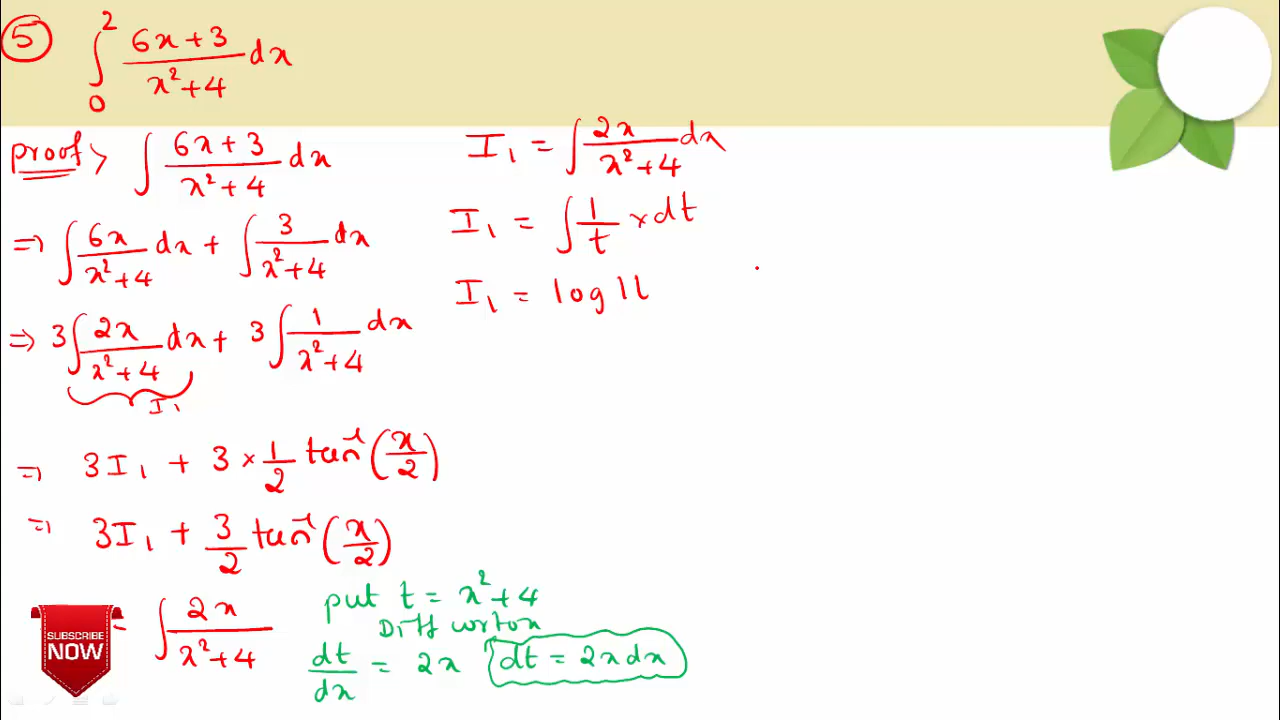 ⑤ ∫₀² (6x+3)/(x²+4) dx
proof > ∫ (6x+3)/(x²+4) dx
⇒ ∫ 6x/(x²+4) dx + ∫ 3/(x²+4) dx
⇒ 3∫ 2x/(x²+4) dx + 3∫ 1/(x²+4) dx
I₁
⇒ 3I₁ + 3 × 1/2 tan⁻¹(x/2)
⇒ 3I₁ + 3/2 tan⁻¹(x/2)
= ∫ 2x/(x²+4)
SUBSCRIBE
NOW
put t = x²+4
Diff w r to x
dt/dx = 2x
dt = 2x dx
I₁ = ∫ 2x/(x²+4) dx
I₁ = ∫ 1/t × dt
I₁ = log